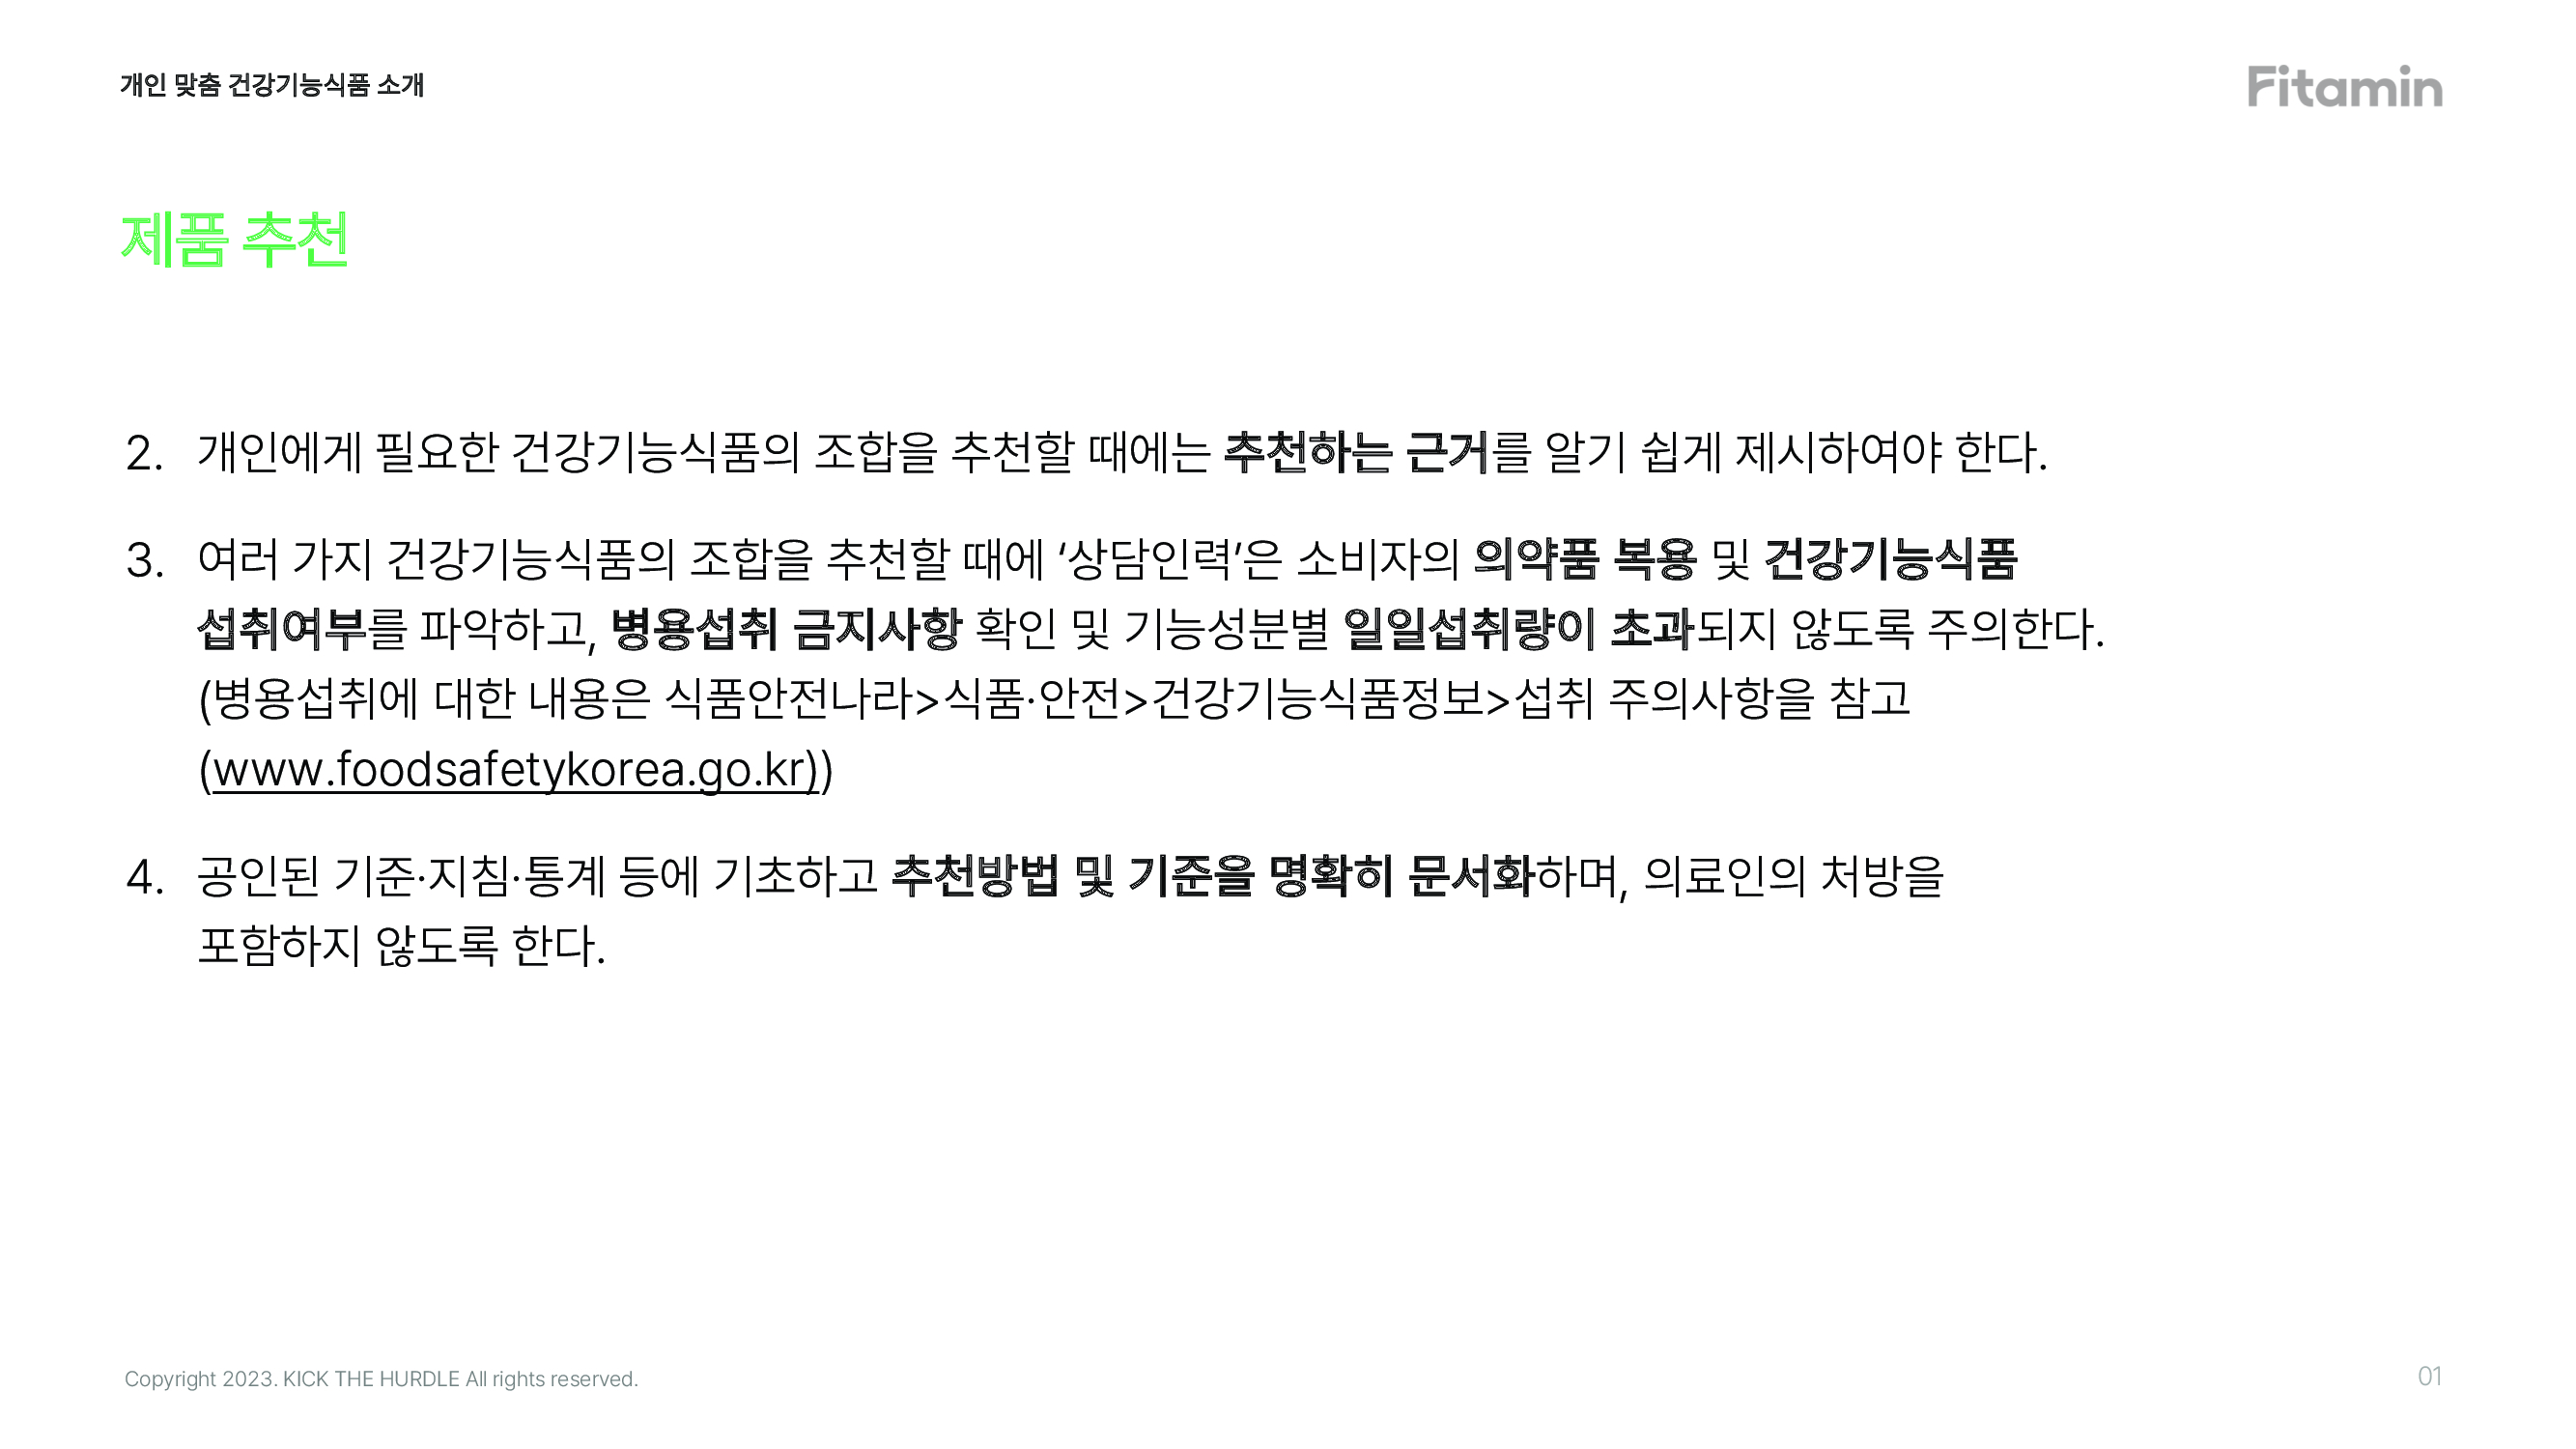 개인 맞춤 건강기능식품 소개
Fitamin
제품 추천
2. 개인에게 필요한 건강기능식품의 조합을 추천할 때에는 추천하는 근거를 알기 쉽게 제시하여야 한다.
3. 여러 가지 건강기능식품의 조합을 추천할 때에 ‘상담인력’은 소비자의 의약품 복용 및 건강기능식품
섭취여부를 파악하고, 병용섭취 금지사항 확인 및 기능성분별 일일섭취량이 초과되지 않도록 주의한다.
(병용섭취에 대한 내용은 식품안전나라>식품·안전>건강기능식품정보>섭취 주의사항을 참고
(www.foodsafetykorea.go.kr))
4. 공인된 기준·지침·통계 등에 기초하고 추천방법 및 기준을 명확히 문서화하며, 의료인의 처방을
포함하지 않도록 한다.
Copyright 2023. KICK THE HURDLE All rights reserved.
01